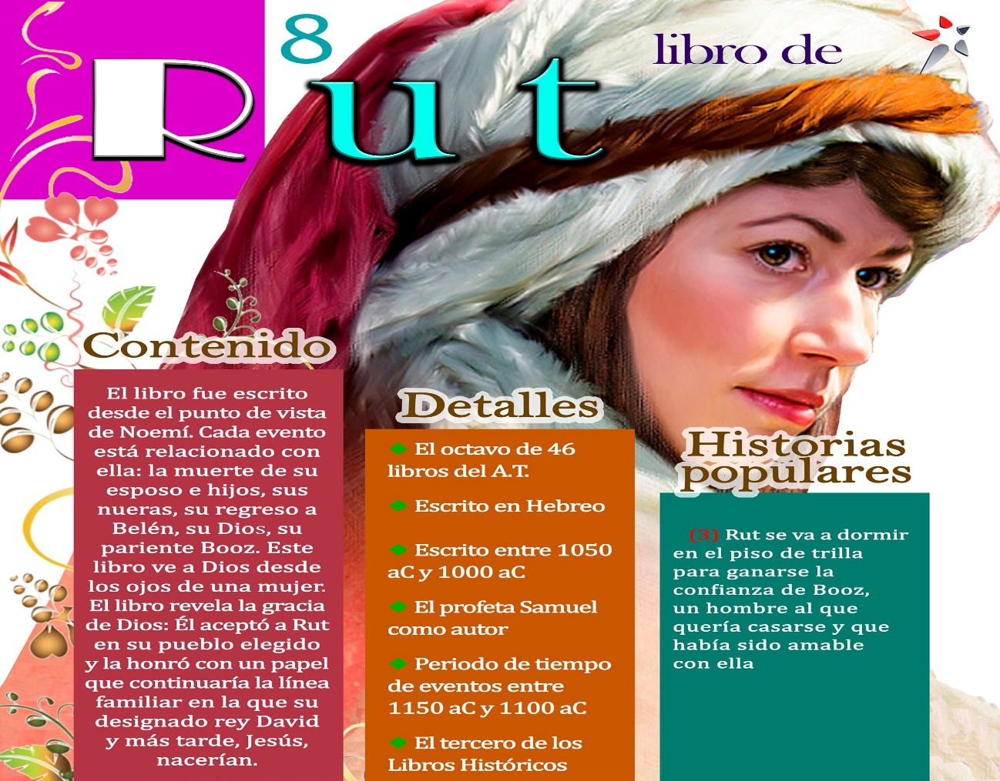 8
Rut
libro de
Contenido
El libro fue escrito
desde el punto de vista
de Noemí. Cada evento
está relacionado con
ella: la muerte de su
esposo e hijos, sus
nueras, su regreso a
Belén, su Dios, su
pariente Booz. Este
libro ve a Dios desde
los ojos de una mujer.
El libro revela la gracia
de Dios: Él aceptó a Rut
en su pueblo elegido
y la honró con un papel
que continuaría la línea
familiar en la que su
designado rey David
y más tarde, Jesús,
nacerían.
Detalles
El octavo de 46
libros del A.T.
Escrito en Hebreo
Escrito entre 1050
aC y 1000 aC
El profeta Samuel
como autor
Periodo de tiempo
de eventos entre
1150 aC y 1100 aC
El tercero de los
Libros Históricos
Historias
populares
(3) Rut se va a dormir
en el piso de trilla
para ganarse la
confianza de Booz,
un hombre al que
quería casarse y que
había sido amable
con ella